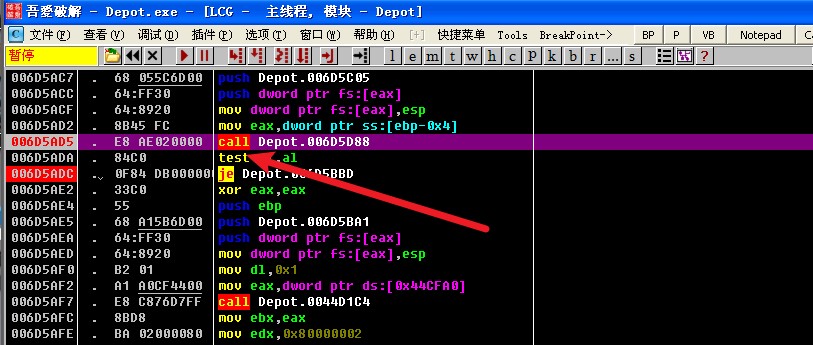 吾愛破解 - Depot.exe - [LCG - 主线程, 模块 - Depot]
C 文件(F) 查看(V) 调试(D) 插件(P) 选项(T) 窗口(W) 帮助(H) [+] 快捷菜单 Tools BreakPoint-> BP P VB Notepad
暂停 l e m t w h c p k b r ... s
006D5AC7 . 68 055C6D00 push Depot.006D5C05
006D5ACC . 64:FF30 push dword ptr fs:[eax]
006D5ACF . 64:8920 mov dword ptr fs:[eax],esp
006D5AD2 . 8B45 FC mov eax,dword ptr ss:[ebp-0x4]
006D5AD5 . E8 AE020000 call Depot.006D5D88
006D5ADA . 84C0 test al
006D5ADC .v 0F84 DB000000 je Depot.006D5BBD
006D5AE2 . 33C0 xor eax,eax
006D5AE4 . 55 push ebp
006D5AE5 . 68 A15B6D00 push Depot.006D5BA1
006D5AEA . 64:FF30 push dword ptr fs:[eax]
006D5AED . 64:8920 mov dword ptr fs:[eax],esp
006D5AF0 . B2 01 mov dl,0x1
006D5AF2 . A1 A0CF4400 mov eax,dword ptr ds:[0x44CFA0]
006D5AF7 . E8 C876D7FF call Depot.0044D1C4
006D5AFC . 8BD8 mov ebx,eax
006D5AFE . BA 02000080 mov edx,0x80000002